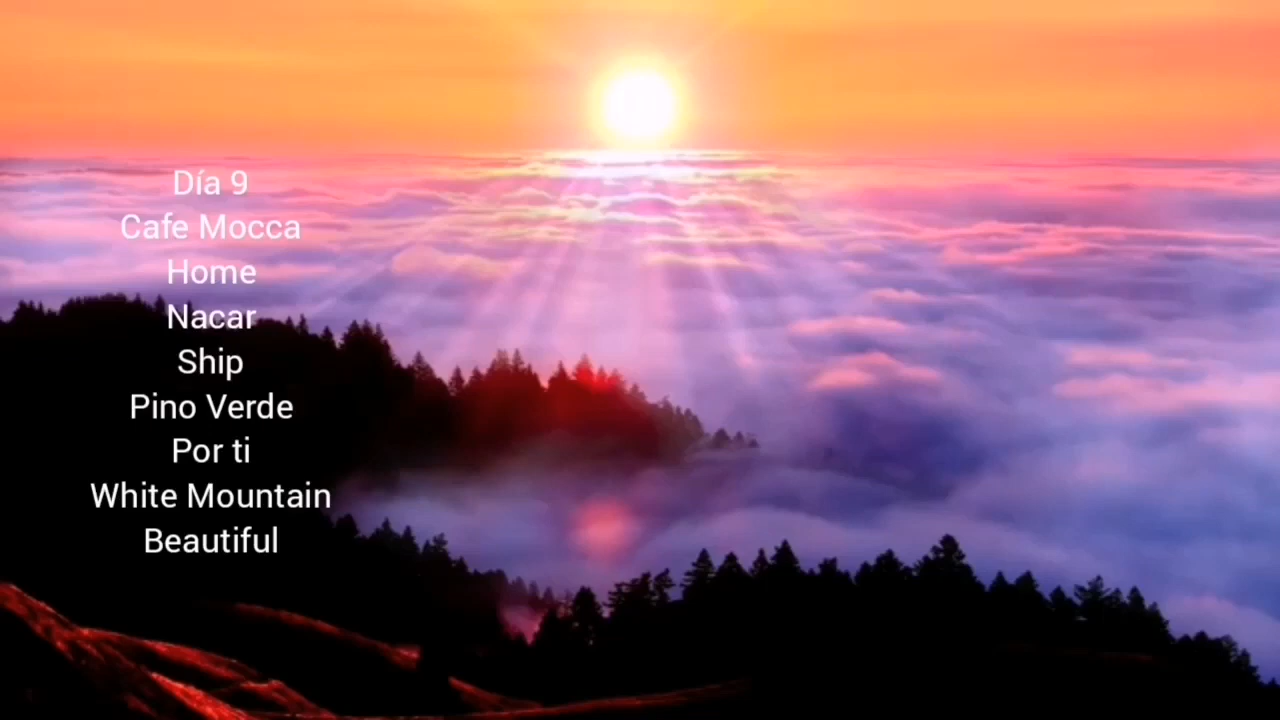 Día 9
Cafe Mocca
Home
Nacar
Ship
Pino Verde
Por ti
White Mountain
Beautiful